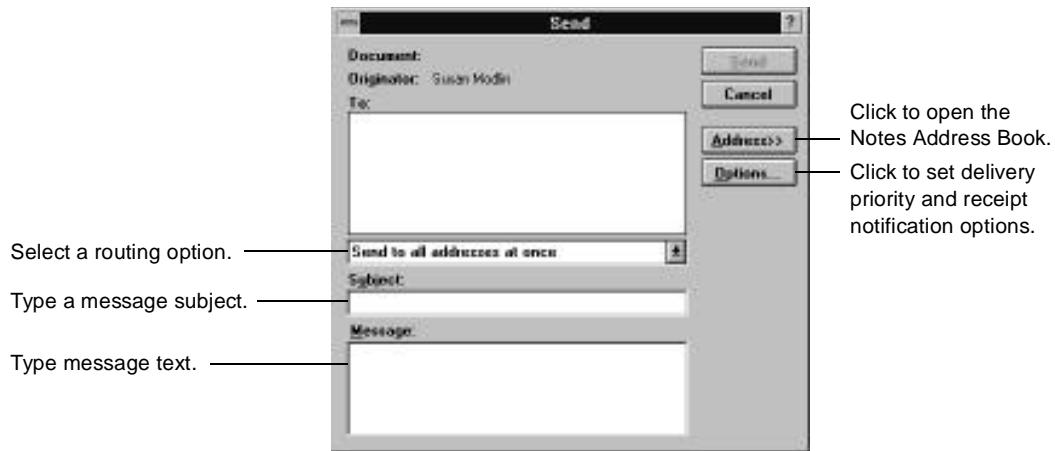 Send
?
Document:
Originator: Susan Modlin
To:
Send
Cancel
Address>>
Options...
Click to open the
Notes Address Book.
Click to set delivery
priority and receipt
notification options.
Select a routing option.
Send to all addresses at once
Type a message subject.
Subject:
Type message text.
Message: